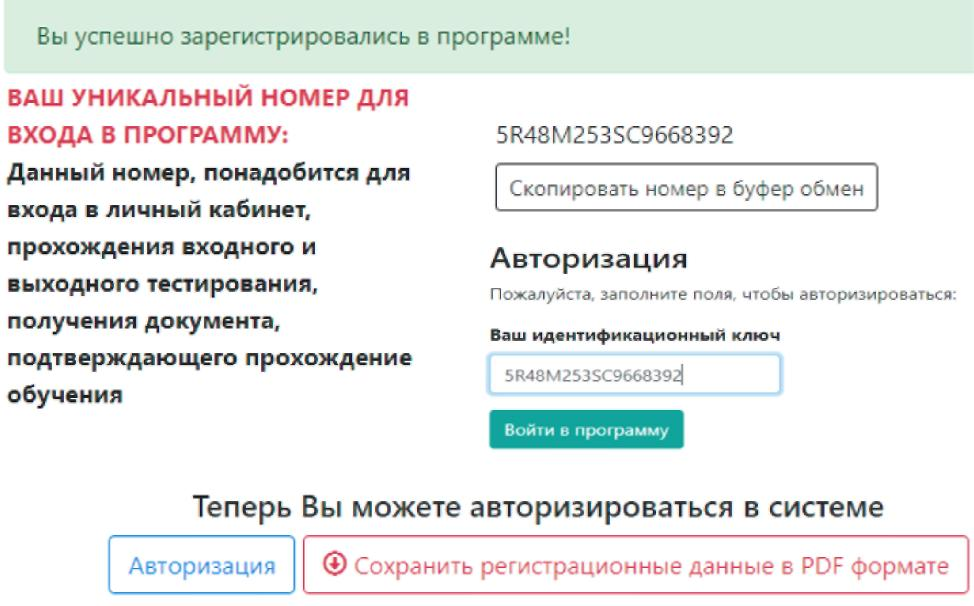 Вы успешно зарегистрировались в программе!
ВАШ УНИКАЛЬНЫЙ НОМЕР ДЛЯ
ВХОДА В ПРОГРАММУ:
Данный номер, понадобится для
входа в личный кабинет,
прохождения входного и
выходного тестирования,
получения документа,
подтверждающего прохождение
обучения
5R48M253SC9668392
Скопировать номер в буфер обмен
Авторизация
Пожалуйста, заполните поля, чтобы авторизироваться:
Ваш идентификационный ключ
5R48M253SC9668392
Войти в программу
Теперь Вы можете авторизироваться в системе
Авторизация
Сохранить регистрационные данные в PDF формате